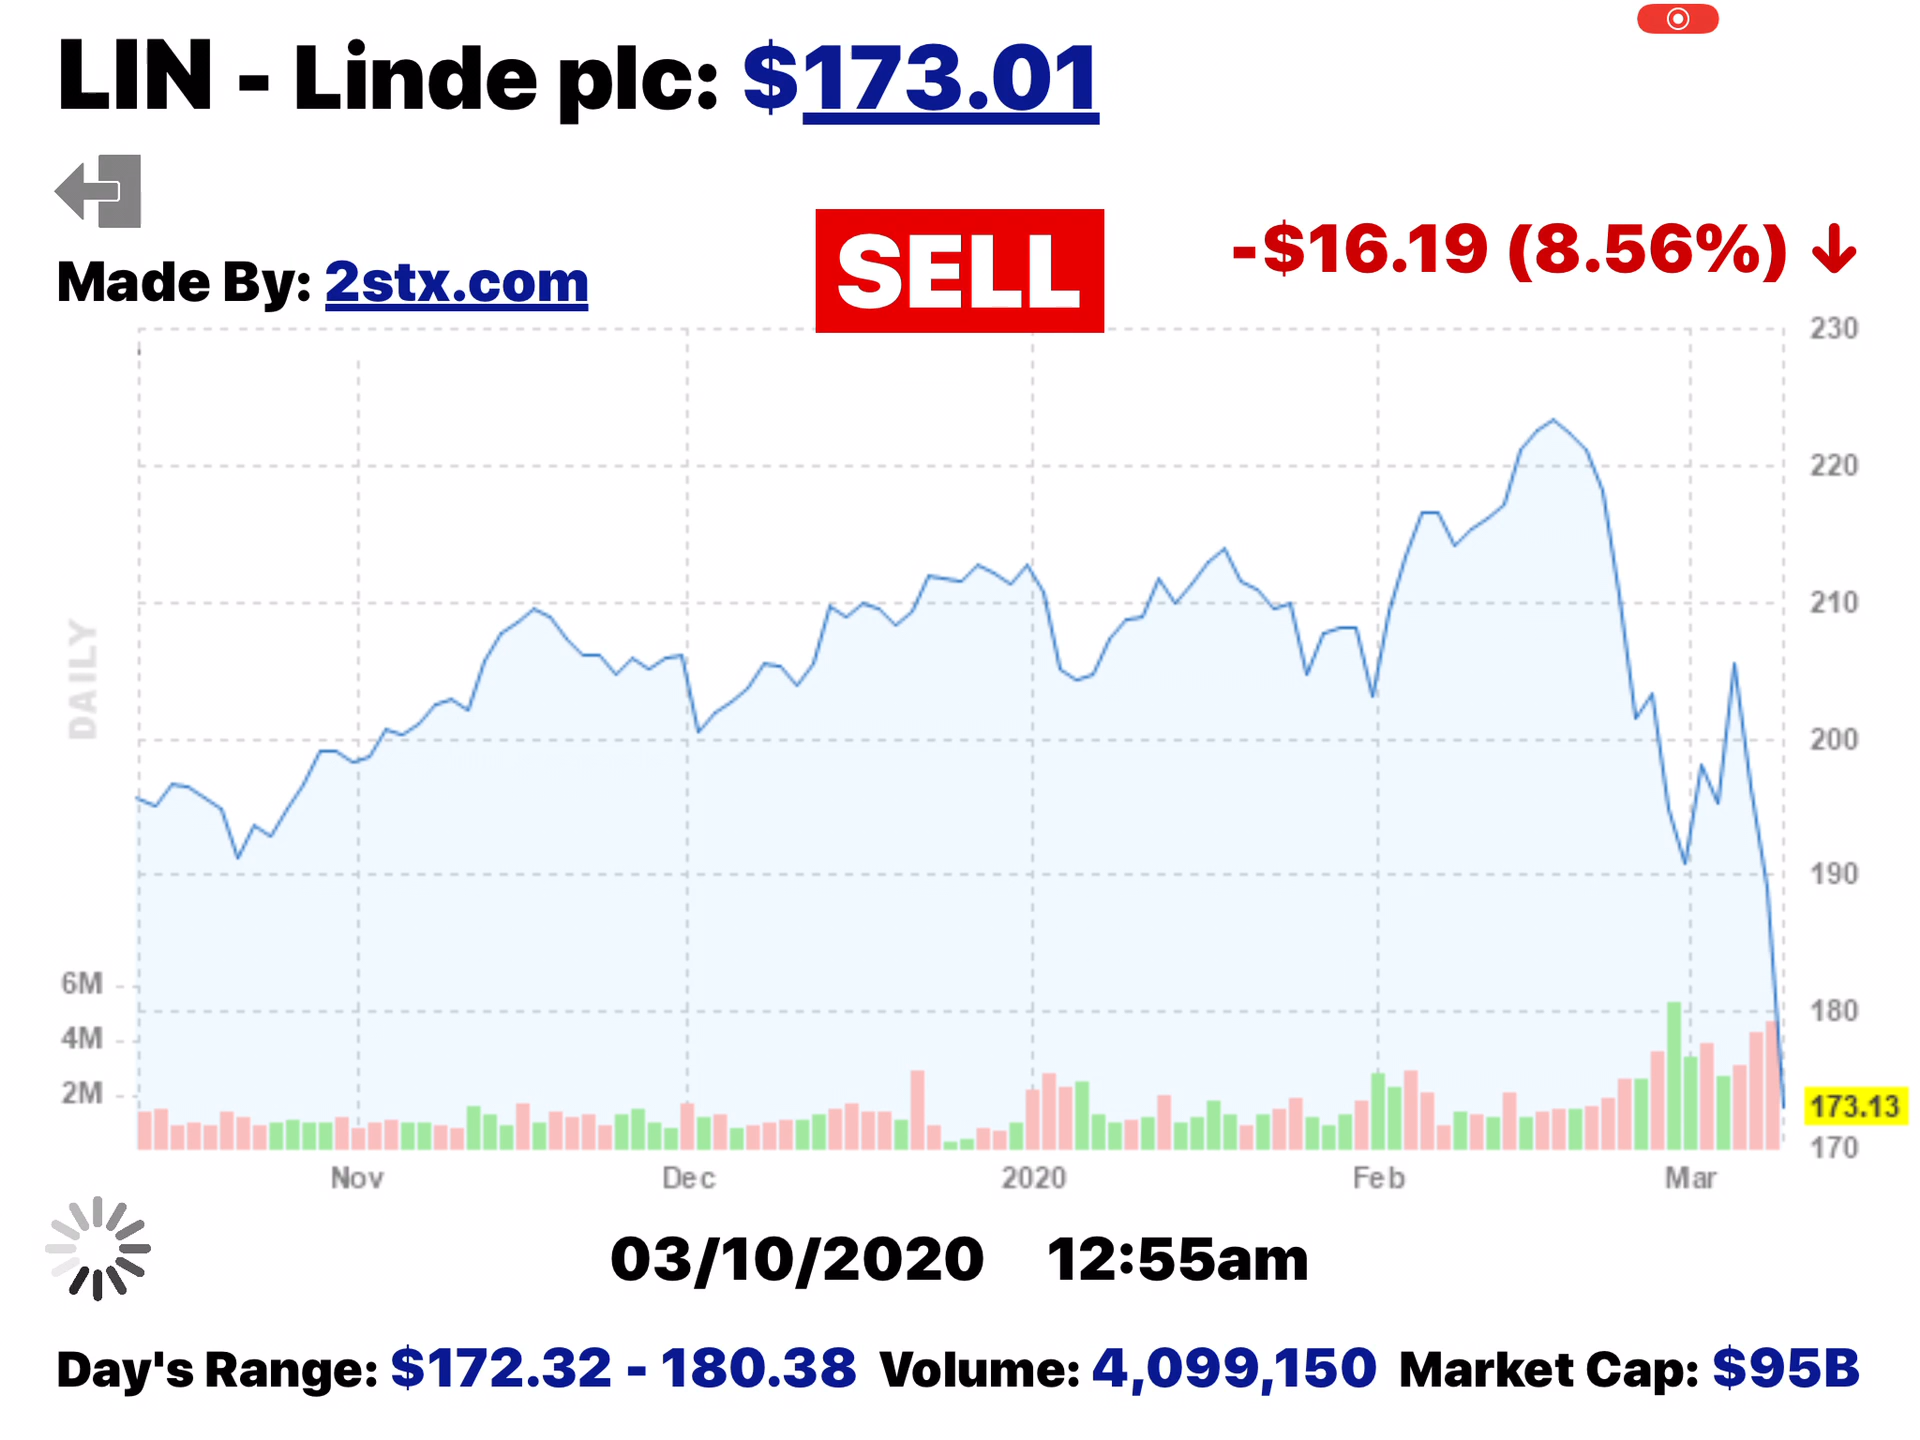 LIN - Linde plc: $173.01
Made By: 2stx.com
SELL
-$16.19 (8.56%) ↓
230
220
210
200
190
180
173.13
170
DAILY
6M
4M
2M
Nov Dec 2020 Feb Mar
03/10/2020 12:55am
Day's Range: $172.32 - 180.38 Volume: 4,099,150 Market Cap: $95B